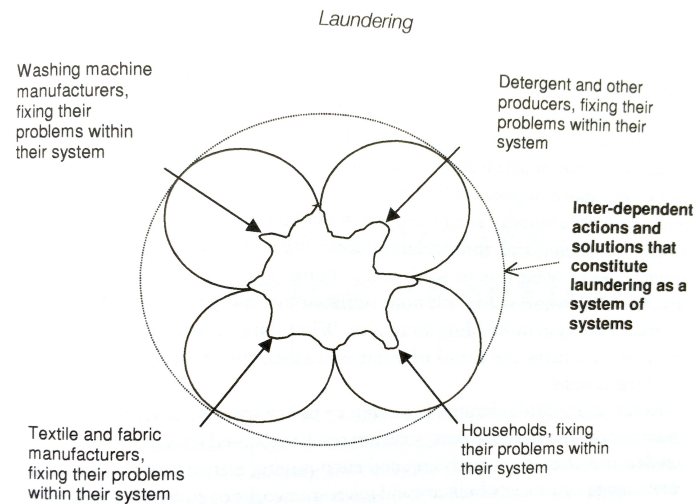 Laundering
Washing machine
manufacturers,
fixing their
problems within
their system
Detergent and other
producers, fixing their
problems within their
system
Inter-dependent
actions and
solutions that
constitute
laundering as a
system of
systems
Textile and fabric
manufacturers,
fixing their problems
within their system
Households, fixing
their problems within
their system